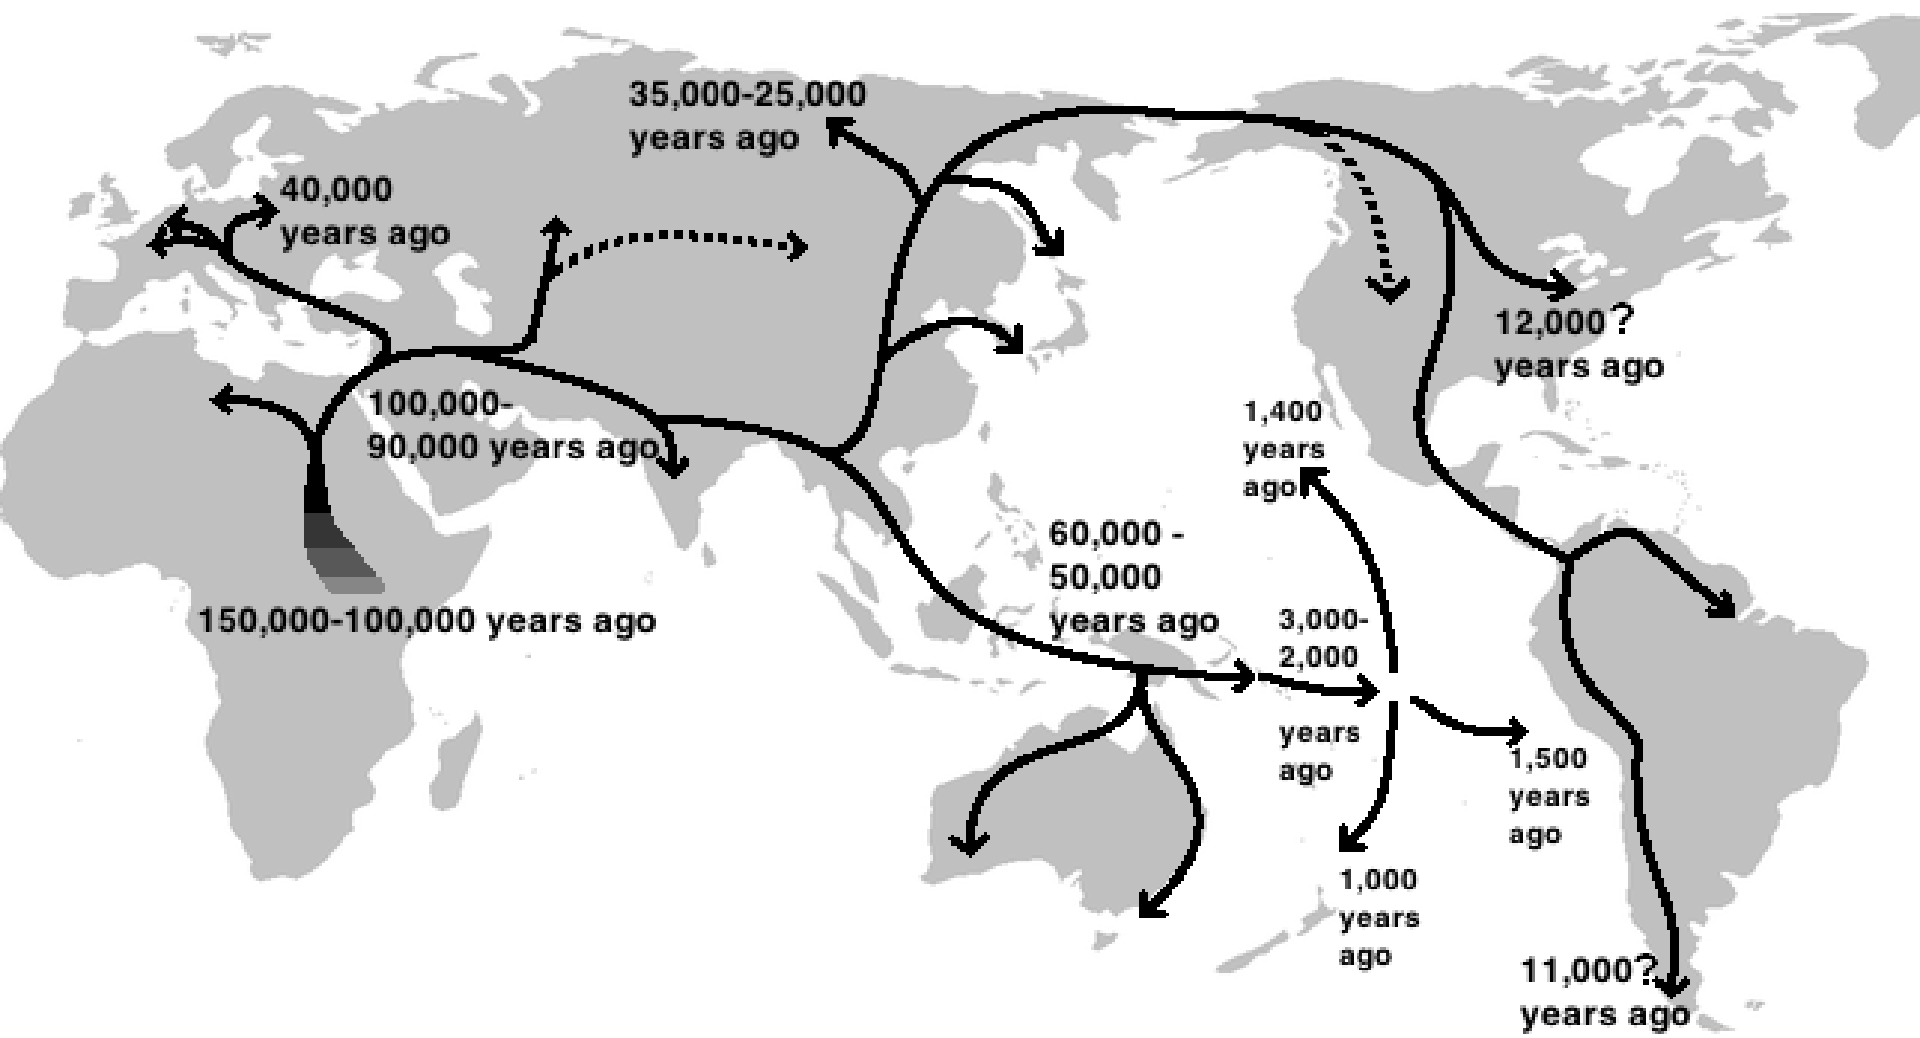 35,000-25,000
years ago
40,000
years ago
100,000-
90,000 years ago
150,000-100,000 years ago
60,000 -
50,000
years ago
12,000?
years ago
1,400
years
ago
3,000-
2,000
years
ago
1,500
years
ago
1,000
years
ago
11,000?
years ago